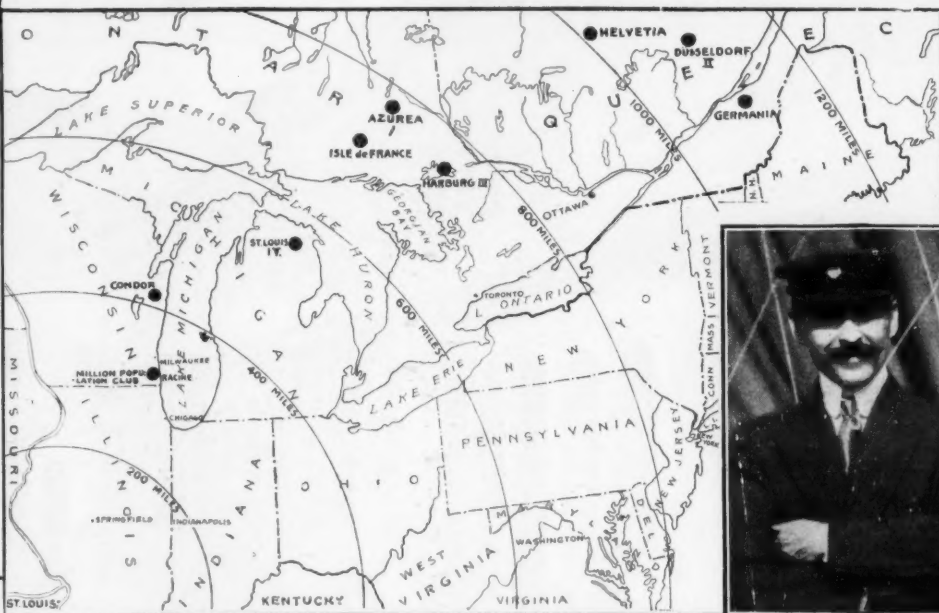 ONTARIO
QUEBEC
HELVETIA
DUSSELDORF
II
1000 MILES
1200 MILES
GERMANIA
AZUREA
ISLE de FRANCE
HARBURG III
LAKE SUPERIOR
MICHIGAN
WISCONSIN
LAKE MICHIGAN
LAKE HURON
GEORGIAN
BAY
OTTAWA
N.H.
MAINE
800 MILES
ST. LOUIS
IV.
CONDOR
600 MILES
TORONTO
L. ONTARIO
NEW YORK
VERMONT
MASS
CONN
MILWAUKEE
MILLION POPU-
LATION CLUB
RACINE
400 MILES
CHICAGO
LAKE ERIE
MISSOURI
ILLINOIS
200 MILES
INDIANA
OHIO
PENNSYLVANIA
NEW JERSEY
NEW
YORK
SPRINGFIELD
INDIANAPOLIS
DEL
WASHINGTON
WEST
VIRGINIA
ST. LOUIS
KENTUCKY
VIRGINIA